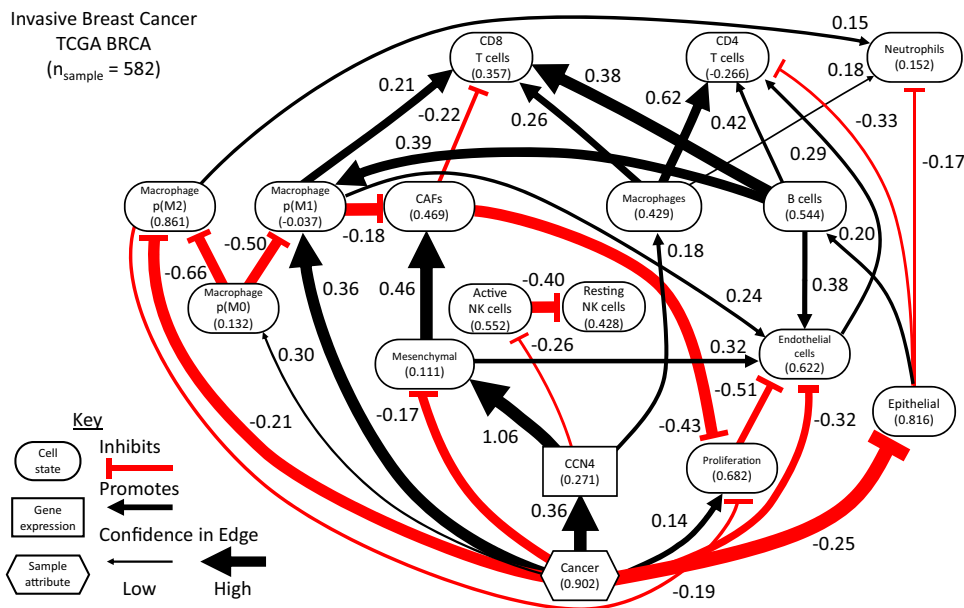 Invasive Breast Cancer
TCGA BRCA
(nsample = 582)
0.15
CD8
T cells
(0.357)
CD4
T cells
(-0.266)
Neutrophils
(0.152)
0.21
-0.22
0.38
0.62
0.18
0.26
0.42
-0.33
0.39
0.29
-0.17
Macrophage
p(M2)
(0.861)
Macrophage
p(M1)
(-0.037)
CAFs
(0.469)
Macrophages
(0.429)
B cells
(0.544)
-0.50
-0.18
0.20
-0.66
0.18
Macrophage
p(M0)
(0.132)
0.36
0.46
-0.40
Active
NK cells
(0.552)
Resting
NK cells
(0.428)
0.24
0.38
0.30
-0.26
0.32
Mesenchymal
(0.111)
Endothelial
cells
(0.622)
-0.51
-0.21
-0.17
-0.43
-0.32
Epithelial
(0.816)
1.06
CCN4
(0.271)
Proliferation
(0.682)
0.36
0.14
-0.25
Cancer
(0.902)
-0.19
Key
Cell
state
Inhibits
Promotes
Gene
expression
Confidence in Edge
Sample
attribute
Low
High